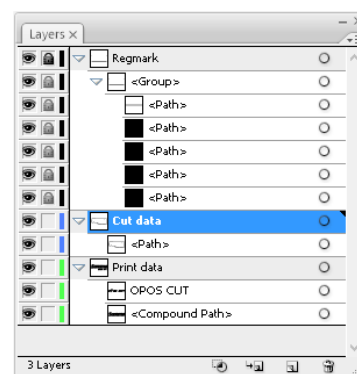 Layers ×
Regmark
<Group>
<Path>
<Path>
<Path>
<Path>
<Path>
Cut data
<Path>
Print data
OPOS CUT
<Compound Path>
3 Layers